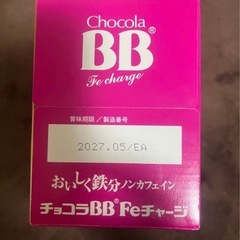 Chocola
BB®
Fe charge
賞味期限／製造番号
2027.05/EA
おいしく鉄分ノンカフェイン
チョコラBB®Feチャージ